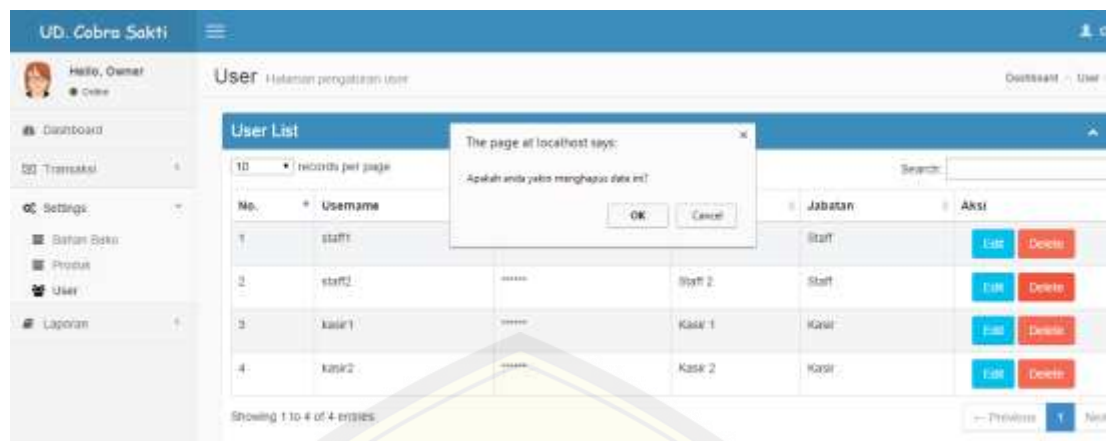 UD. Cobra Sakti
Hello, Owner
Online
Dashboard
Transaksi
Settings
Bahan Baku
Produk
User
Laporan
User Halaman pengaturan user
Dashboard User
User List
10 records per page
Search:
The page at localhost says:
Apakah anda yakin menghapus data ini?
OK Cancel
No. Username Jabatan Aksi
1 staff1 Staff Edit Delete
2 staff2 ****** Staff 2 Staff Edit Delete
3 kasir1 ****** Kasir 1 Kasir Edit Delete
4 kasir2 ****** Kasir 2 Kasir Edit Delete
Showing 1 to 4 of 4 entries
← Previous 1 Next